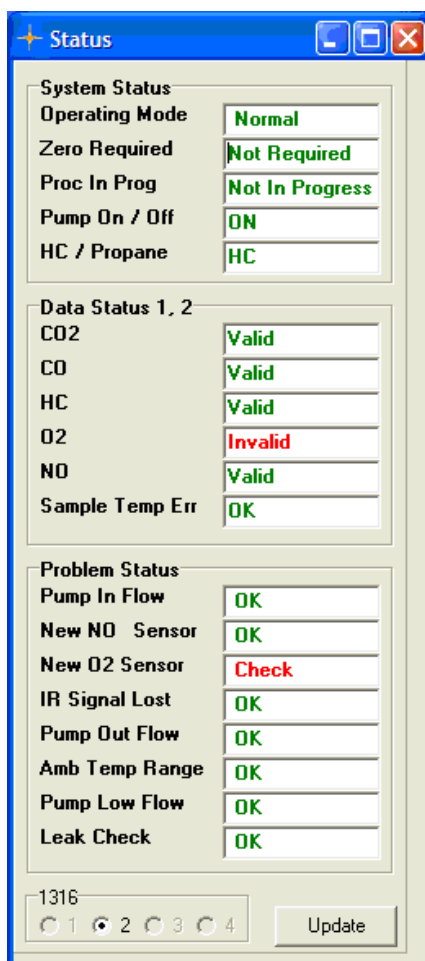 Status
System Status
Operating Mode Normal
Zero Required Not Required
Proc In Prog Not In Progress
Pump On / Off ON
HC / Propane HC
Data Status 1, 2
CO2 Valid
CO Valid
HC Valid
O2 Invalid
NO Valid
Sample Temp Err OK
Problem Status
Pump In Flow OK
New NO Sensor OK
New O2 Sensor Check
IR Signal Lost OK
Pump Out Flow OK
Amb Temp Range OK
Pump Low Flow OK
Leak Check OK
1316
1 2 3 4 Update